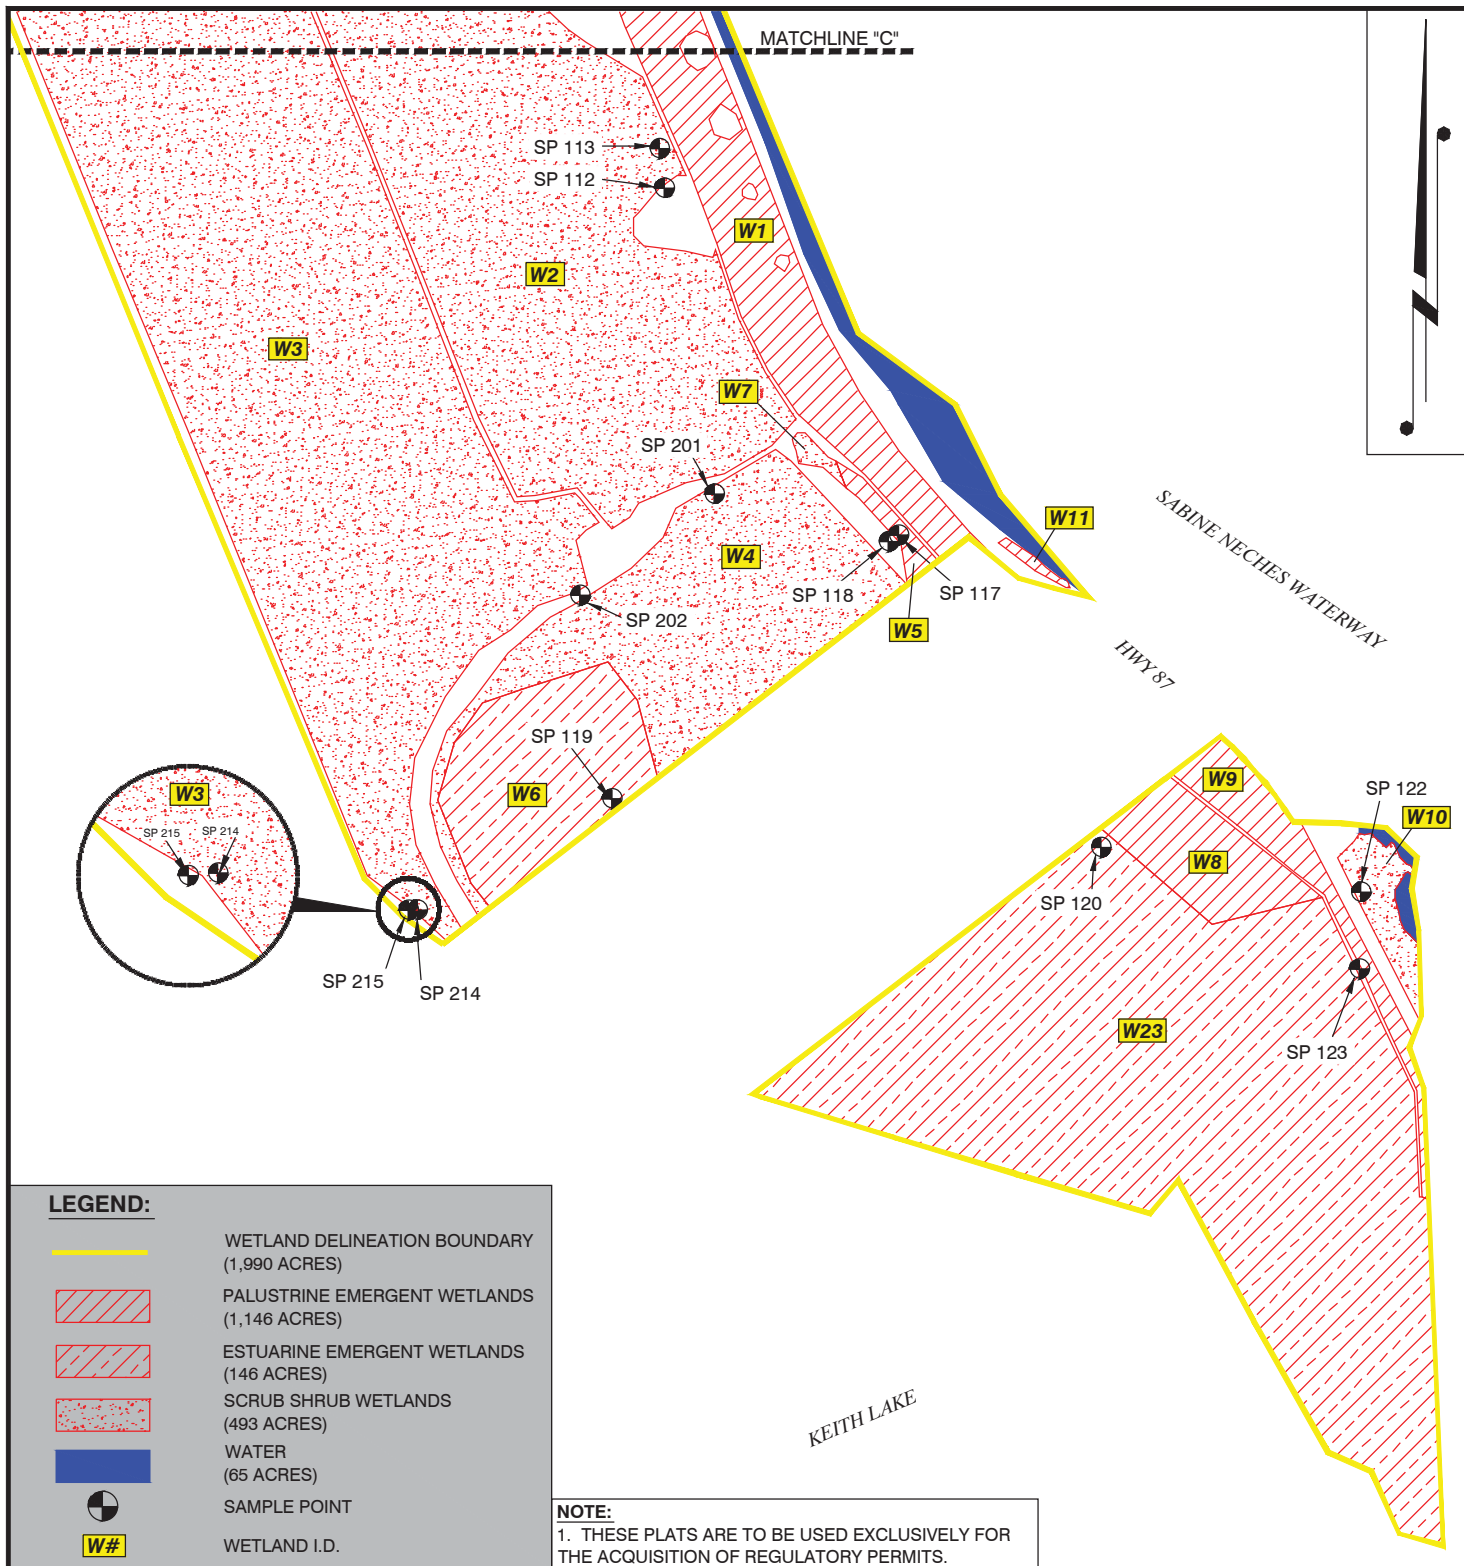 MATCHLINE "C"
SP 113
SP 112
W1
W2
W3
W7
SP 201
W11
SABINE NECHES WATERWAY
W4
SP 118
SP 117
SP 202
W5
HWY 87
SP 119
W6
W3
SP 215
SP 214
SP 215
SP 214
W9
SP 122
W10
W8
SP 120
W23
SP 123
KEITH LAKE
LEGEND:
WETLAND DELINEATION BOUNDARY
(1,990 ACRES)
PALUSTRINE EMERGENT WETLANDS
(1,146 ACRES)
ESTUARINE EMERGENT WETLANDS
(146 ACRES)
SCRUB SHRUB WETLANDS
(493 ACRES)
WATER
(65 ACRES)
SAMPLE POINT
W# WETLAND I.D.
NOTE:
1. THESE PLATS ARE TO BE USED EXCLUSIVELY FOR
THE ACQUISITION OF REGULATORY PERMITS.